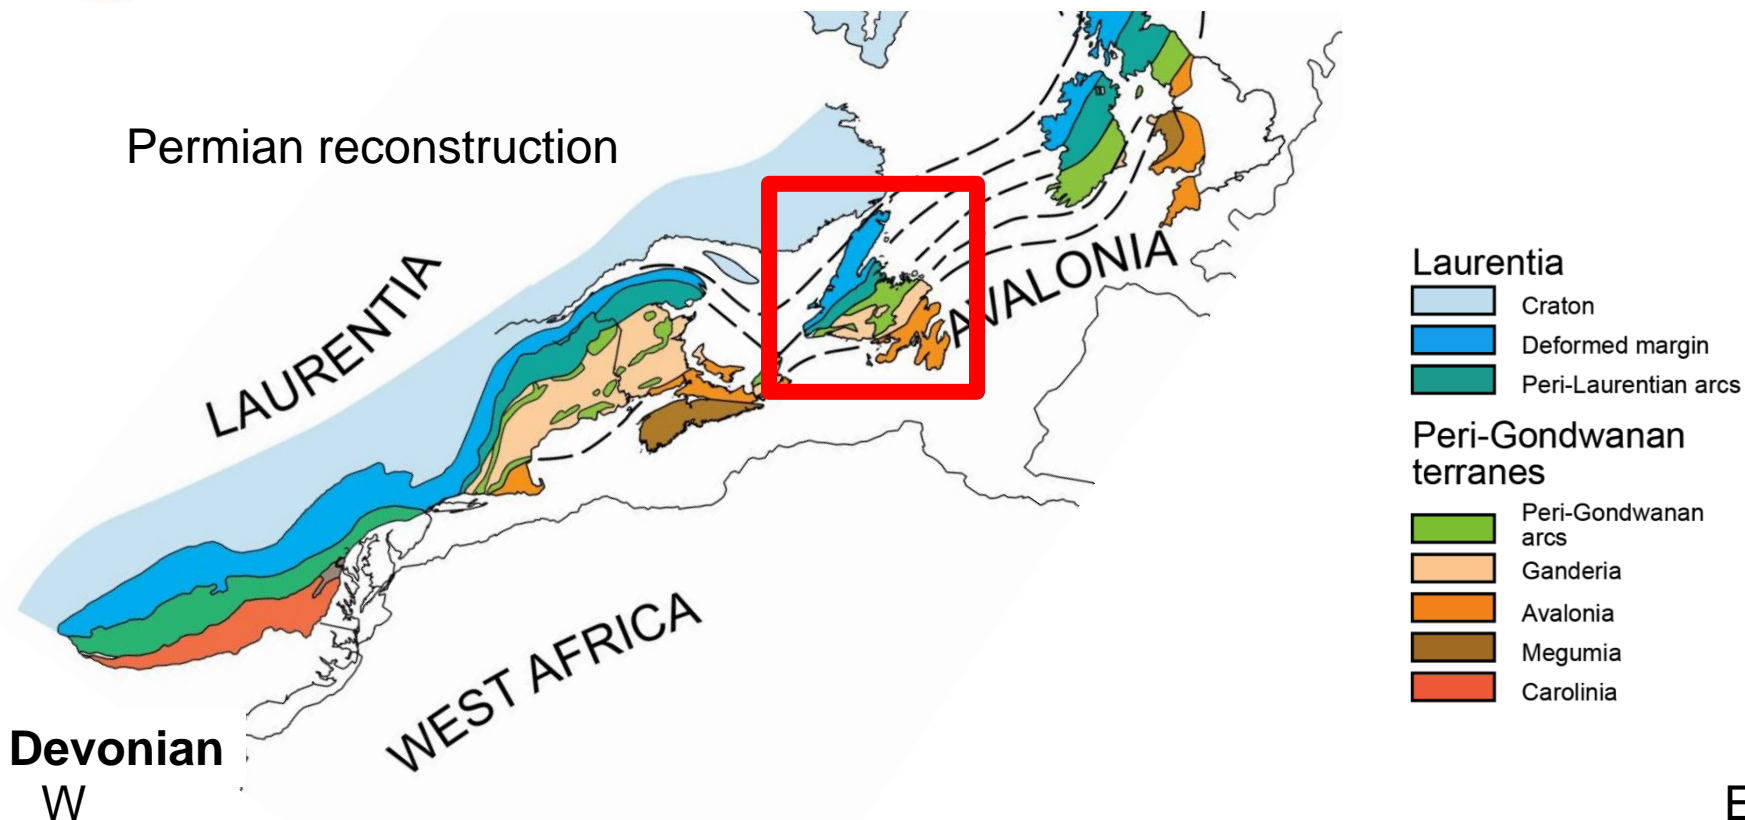 Permian reconstruction
LAURENTIA
AVALONIA
WEST AFRICA
Laurentia
Craton
Deformed margin
Peri-Laurentian arcs
Peri-Gondwanan
terranes
Peri-Gondwanan
arcs
Ganderia
Avalonia
Megumia
Carolinia
Devonian
W
E